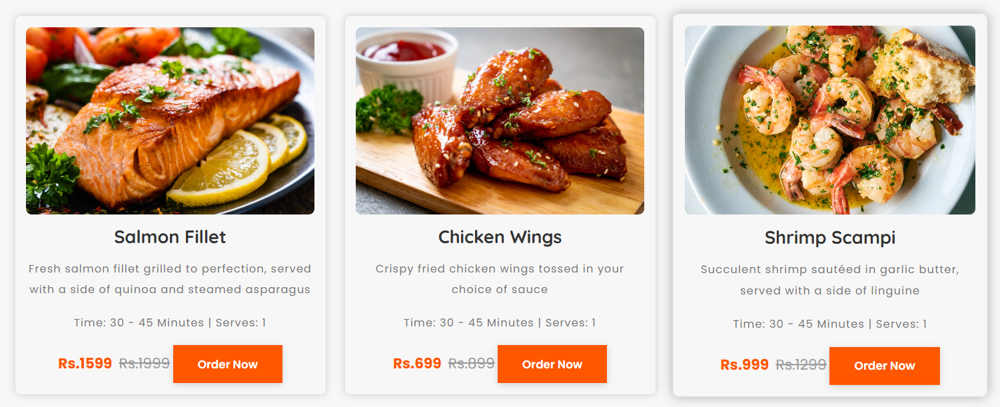 Salmon Fillet
Fresh salmon fillet grilled to perfection, served
with a side of quinoa and steamed asparagus
Time: 30 - 45 Minutes | Serves: 1
Rs.1599 Rs.1999 Order Now
Chicken Wings
Crispy fried chicken wings tossed in your
choice of sauce
Time: 30 - 45 Minutes | Serves: 1
Rs.699 Rs.899 Order Now
Shrimp Scampi
Succulent shrimp sautéed in garlic butter,
served with a side of linguine
Time: 30 - 45 Minutes | Serves: 1
Rs.999 Rs.1299 Order Now